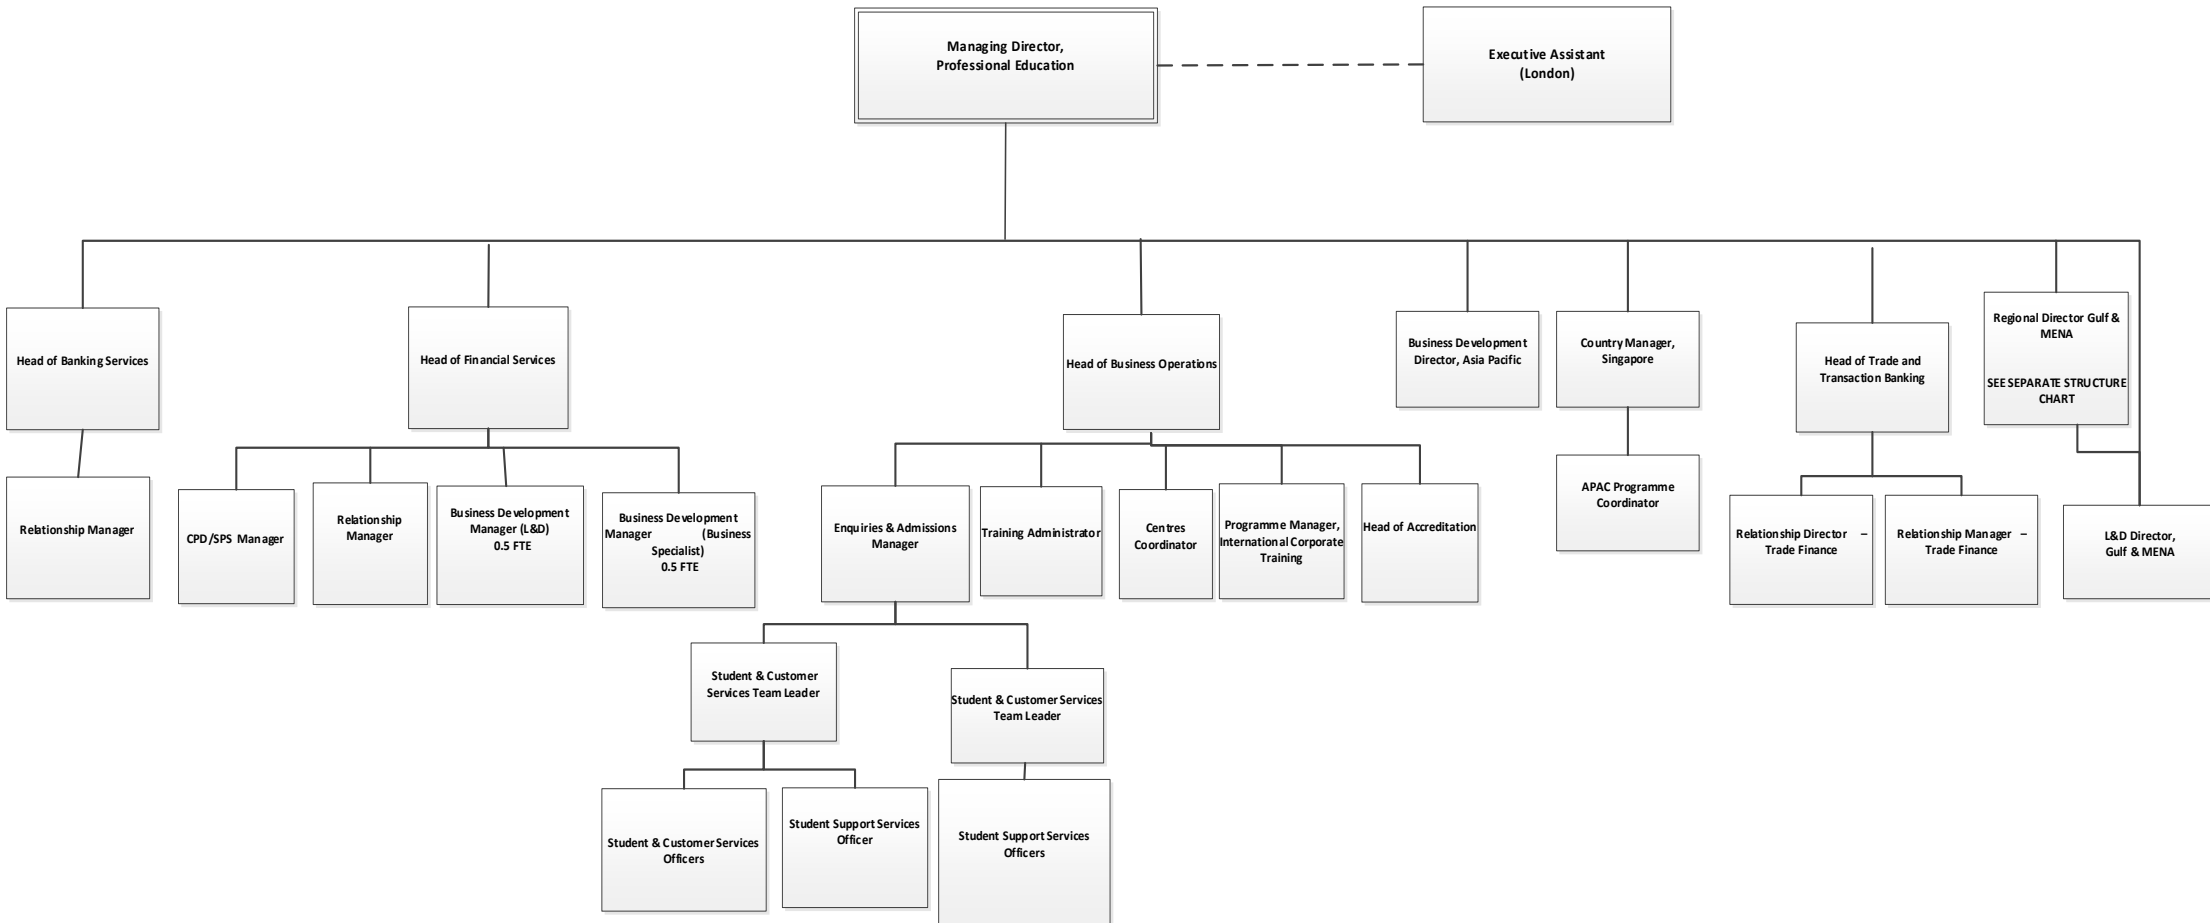 Managing Director,
Professional Education
Executive Assistant
(London)
Head of Banking Services
Head of Financial Services
Head of Business Operations
Business Development
Director, Asia Pacific
Country Manager,
Singapore
Head of Trade and
Transaction Banking
Regional Director Gulf &
MENA
SEE SEPARATE STRUCTURE
CHART
Relationship Manager
CPD/SPS Manager
Relationship
Manager
Business Development
Manager (L&D)
0.5 FTE
Business Development
Manager (Business
Specialist)
0.5 FTE
Enquiries & Admissions
Manager
Training Administrator
Centres
Coordinator
Programme Manager,
International Corporate
Training
Head of Accreditation
APAC Programme
Coordinator
Relationship Director –
Trade Finance
Relationship Manager –
Trade Finance
L&D Director,
Gulf & MENA
Student & Customer
Services Team Leader
Student & Customer Services
Team Leader
Student & Customer Services
Officers
Student Support Services
Officer
Student Support Services
Officers